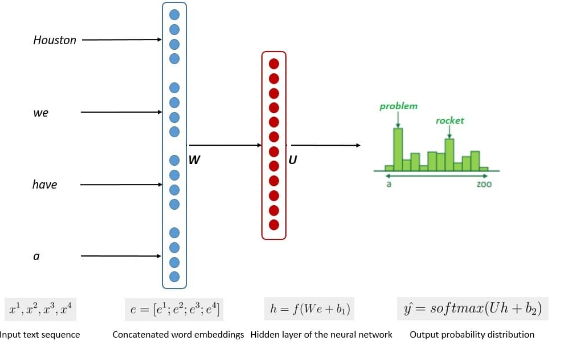 Houston
we
have
a
W
U
problem
rocket
a
zoo
x¹, x², x³, x⁴
e = [e¹; e²; e³; e⁴]
h = f(We + b₁)
ŷ = softmax(Uh + b₂)
Input text sequence
Concatenated word embeddings
Hidden layer of the neural network
Output probability distribution